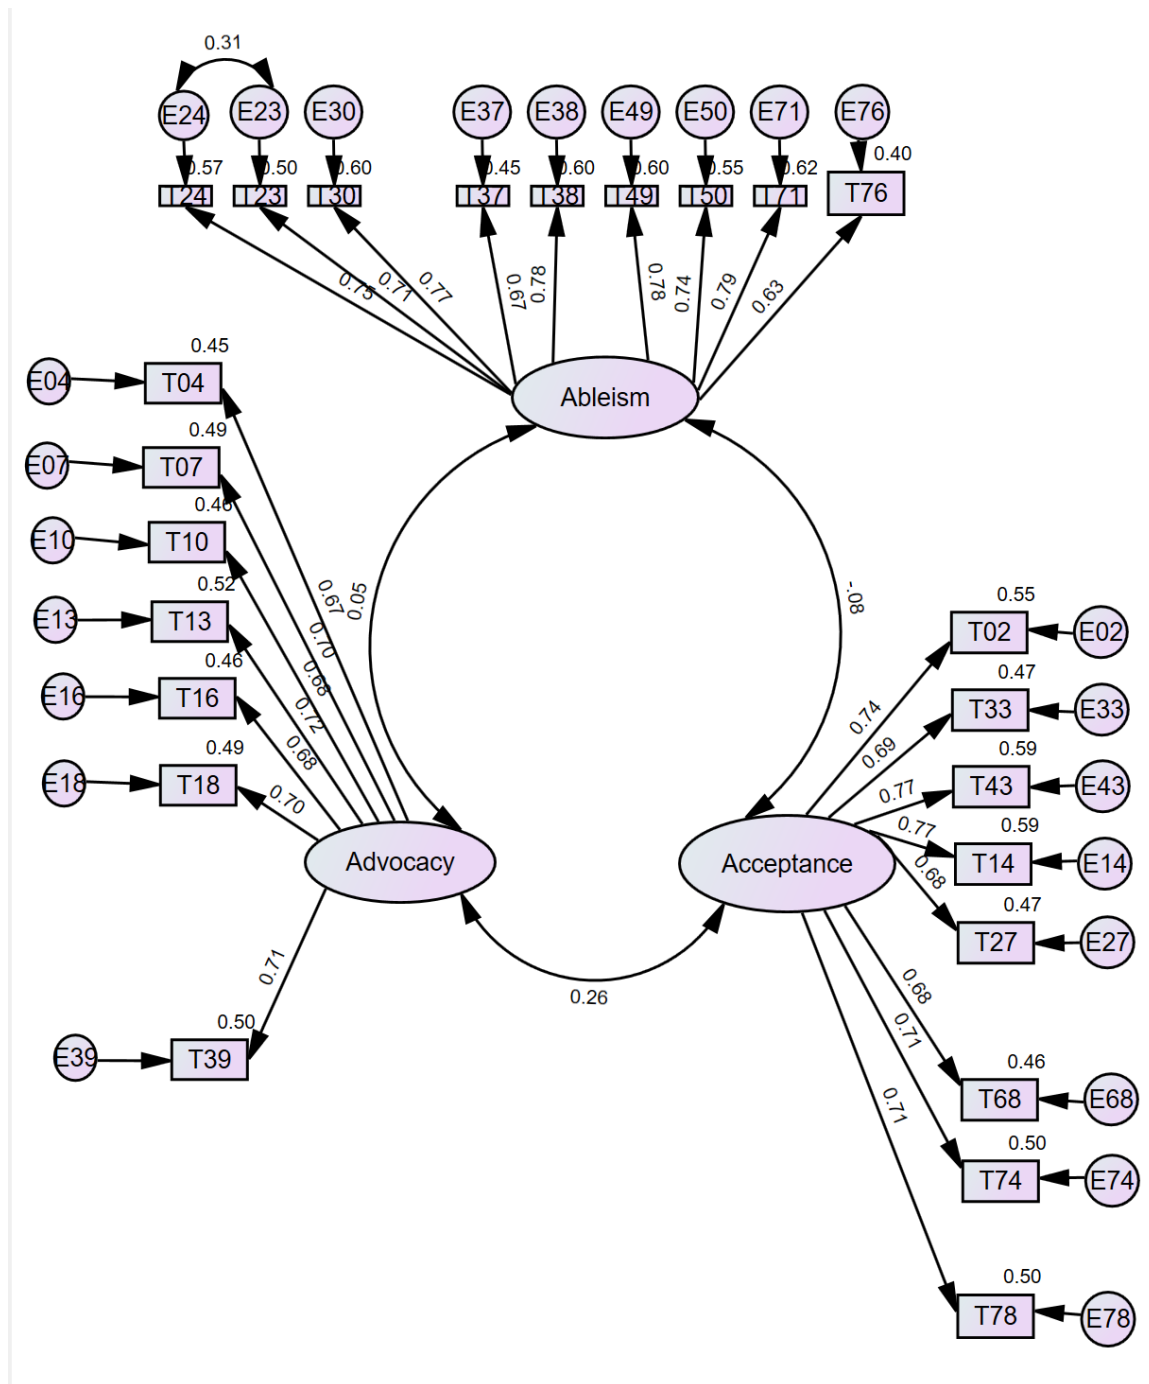 0.31
E24 E23 E30 E37 E38 E49 E50 E71 E76
0.57 0.50 0.60 0.45 0.60 0.60 0.55 0.62 0.40
T24 T23 T30 T37 T38 T49 T50 T71 T76
0.75 0.71 0.77 0.67 0.78 0.78 0.74 0.79 0.63
Ableism
0.45
E04 T04
0.49
E07 T07
0.46
E10 T10
0.52
E13 T13
0.46
E16 T16
0.49
E18 T18
0.67
0.05
0.70
0.68
0.72
0.68
0.70
Advocacy
0.71
0.50
E39 T39
-.08
0.26
0.55
T02 E02
0.47
T33 E33
0.59
T43 E43
0.59
T14 E14
0.47
T27 E27
0.74
0.69
0.77
0.77
0.68
Acceptance
0.68
0.71
0.71
0.46
T68 E68
0.50
T74 E74
0.50
T78 E78